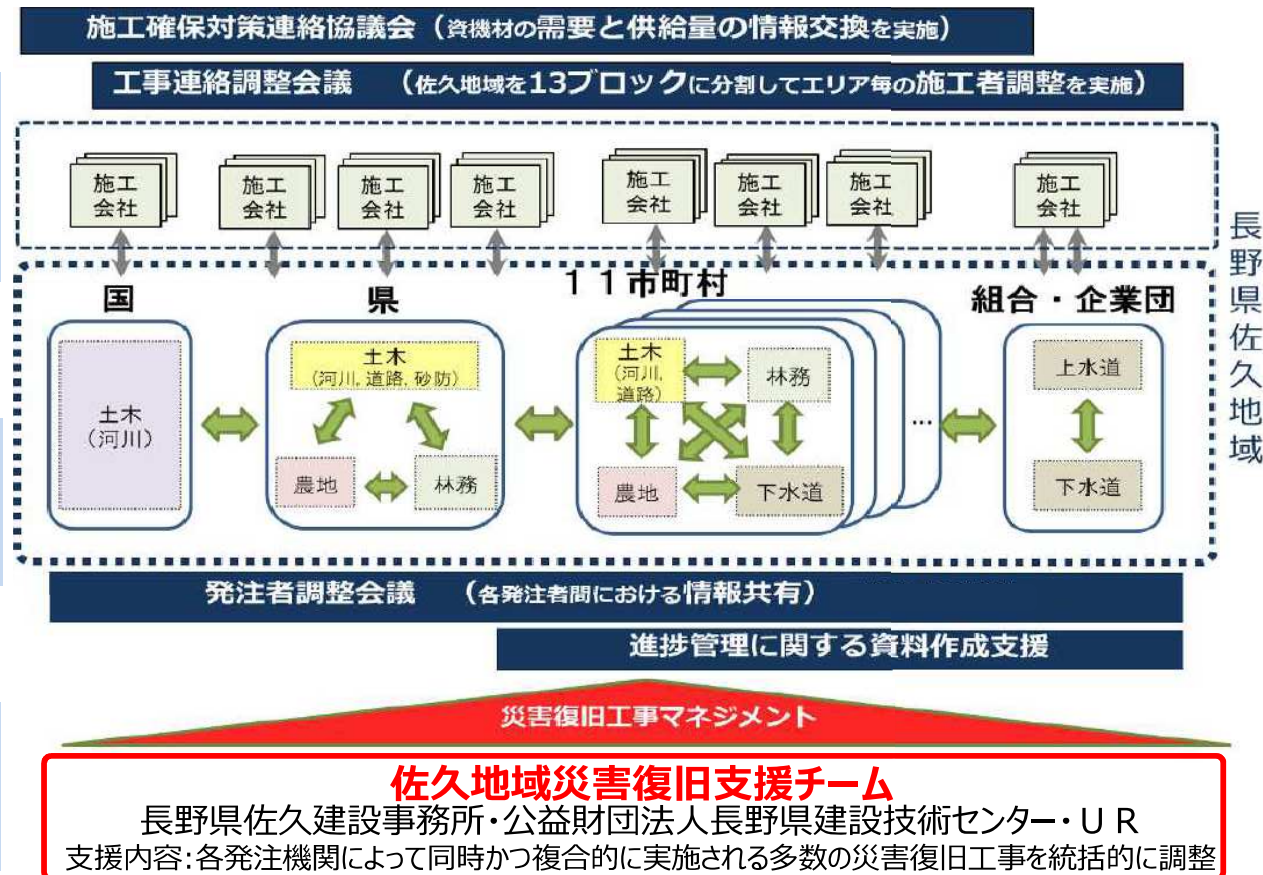 施工確保対策連絡協議会（資機材の需要と供給量の情報交換を実施）
工事連絡調整会議　（佐久地域を13ブロックに分割してエリア毎の施工者調整を実施）
施工
会社
施工
会社
施工
会社
施工
会社
施工
会社
施工
会社
施工
会社
施工
会社
長野県佐久地域
国
県
１１市町村
組合・企業団
土木
（河川）
土木
（河川, 道路, 砂防）
農地
林務
土木
（河川,
道路）
林務
農地
下水道
…
上水道
下水道
発注者調整会議　（各発注者間における情報共有）
進捗管理に関する資料作成支援
災害復旧工事マネジメント
佐久地域災害復旧支援チーム
長野県佐久建設事務所・公益財団法人長野県建設技術センター・ＵＲ
支援内容：各発注機関によって同時かつ複合的に実施される多数の災害復旧工事を統括的に調整